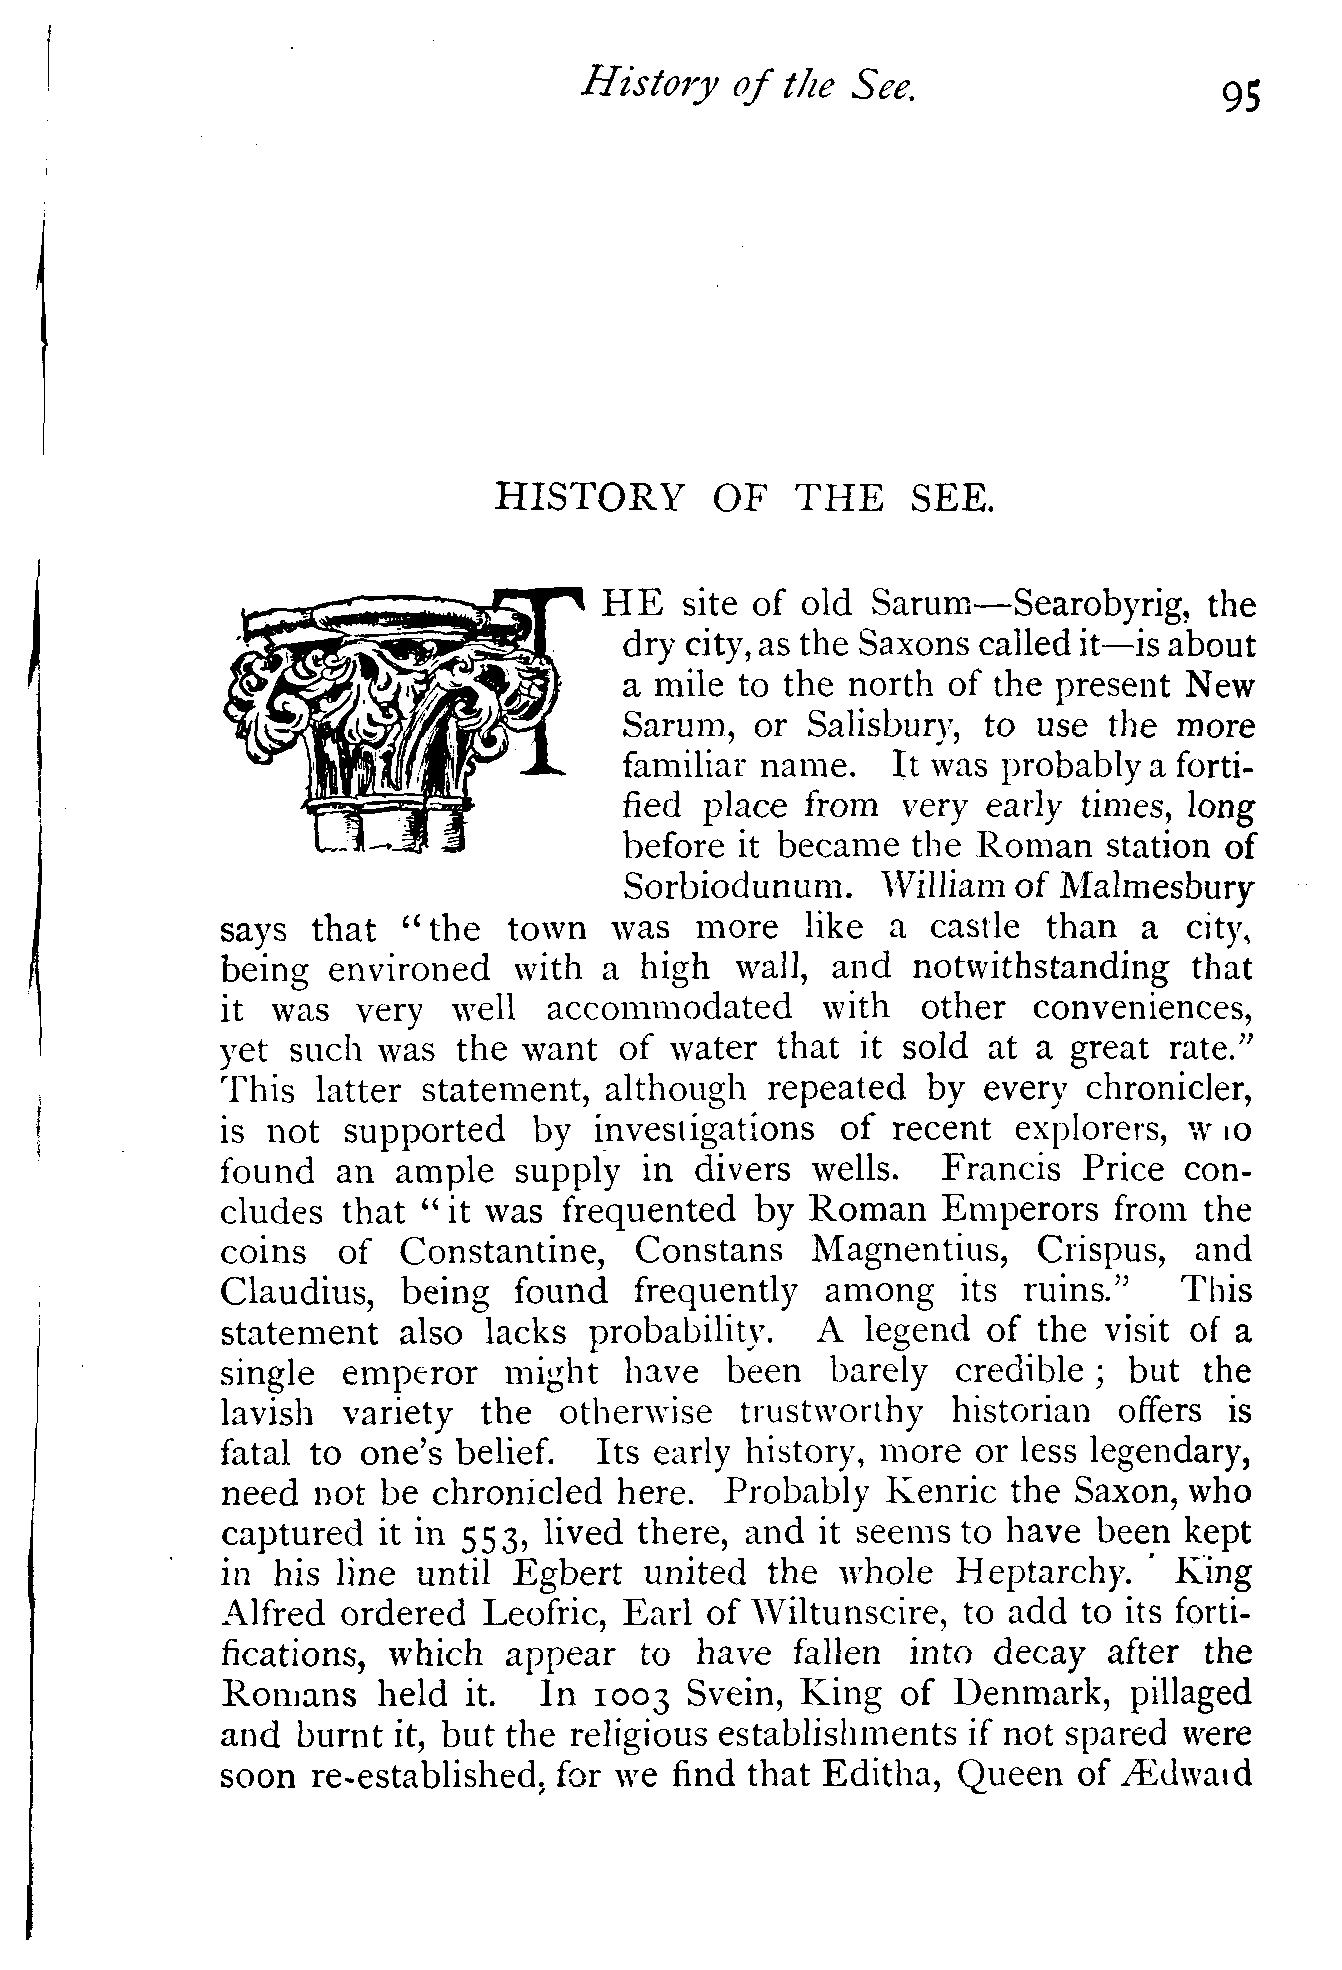 History of the See.
95
HISTORY OF THE SEE.
THE site of old Sarum—Searobyrig, the
dry city, as the Saxons called it—is about
a mile to the north of the present New
Sarum, or Salisbury, to use the more
familiar name. It was probably a forti-
fied place from very early times, long
before it became the Roman station of
Sorbiodunum. William of Malmesbury
says that "the town was more like a castle than a city,
being environed with a high wall, and notwithstanding that
it was very well accommodated with other conveniences,
yet such was the want of water that it sold at a great rate."
This latter statement, although repeated by every chronicler,
is not supported by investigations of recent explorers, who
found an ample supply in divers wells. Francis Price con-
cludes that "it was frequented by Roman Emperors from the
coins of Constantine, Constans Magnentius, Crispus, and
Claudius, being found frequently among its ruins." This
statement also lacks probability. A legend of the visit of a
single emperor might have been barely credible; but the
lavish variety the otherwise trustworthy historian offers is
fatal to one's belief. Its early history, more or less legendary,
need not be chronicled here. Probably Kenric the Saxon, who
captured it in 553, lived there, and it seems to have been kept
in his line until Egbert united the whole Heptarchy. King
Alfred ordered Leofric, Earl of Wiltunscire, to add to its forti-
fications, which appear to have fallen into decay after the
Romans held it. In 1003 Svein, King of Denmark, pillaged
and burnt it, but the religious establishments if not spared were
soon re-established, for we find that Editha, Queen of Ædward